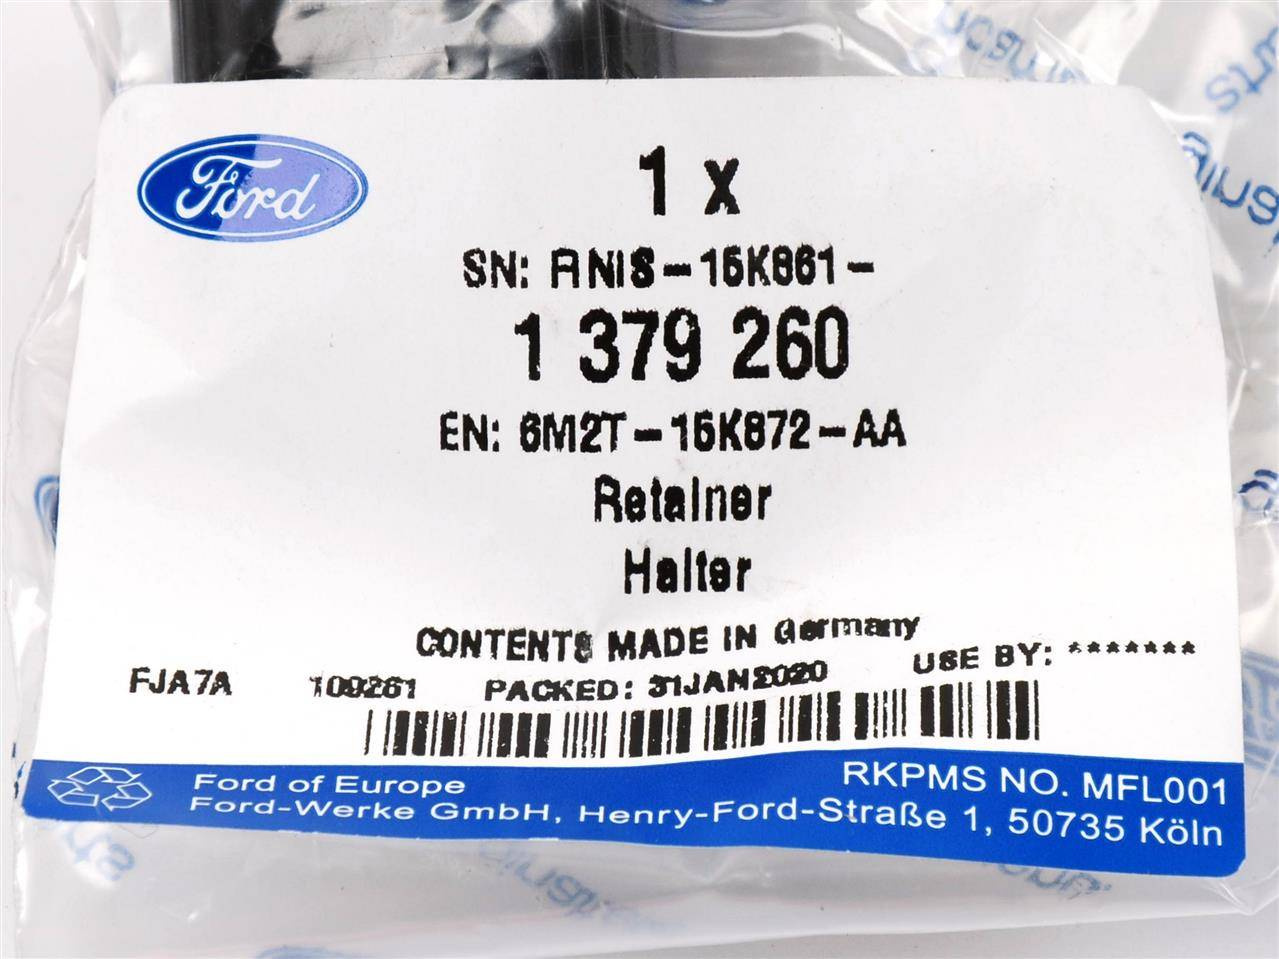 Ford
1 x
SN: RNIS-15K861-
1 379 260
EN: 6M2T-15K872-AA
Retainer
Halter
CONTENTS MADE IN Germany
FJA7A 109261 PACKED: 31JAN2020 USE BY: *******
Ford of Europe RKPMS NO. MFL001
Ford-Werke GmbH, Henry-Ford-Straße 1, 50735 Köln